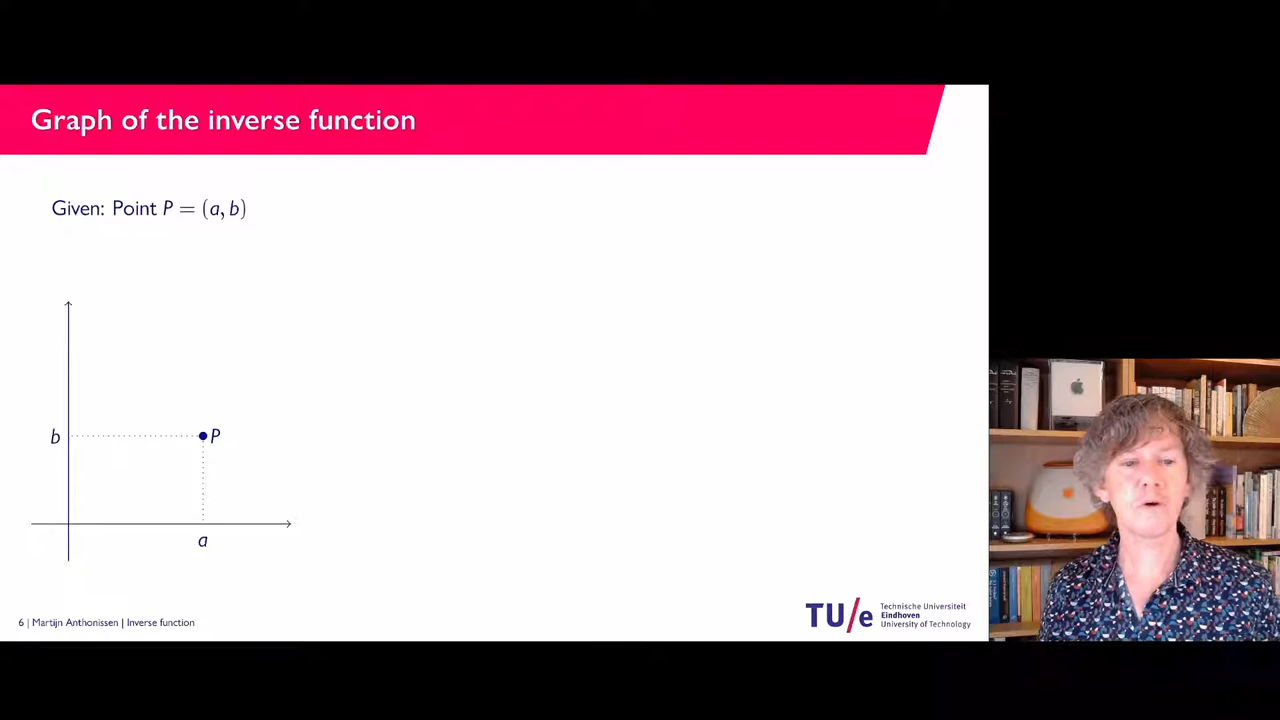 Graph of the inverse function
Given: Point P = (a, b)
b
P
a
6 | Martijn Anthonissen | Inverse function
TU/e
Technische Universiteit
Eindhoven
University of Technology